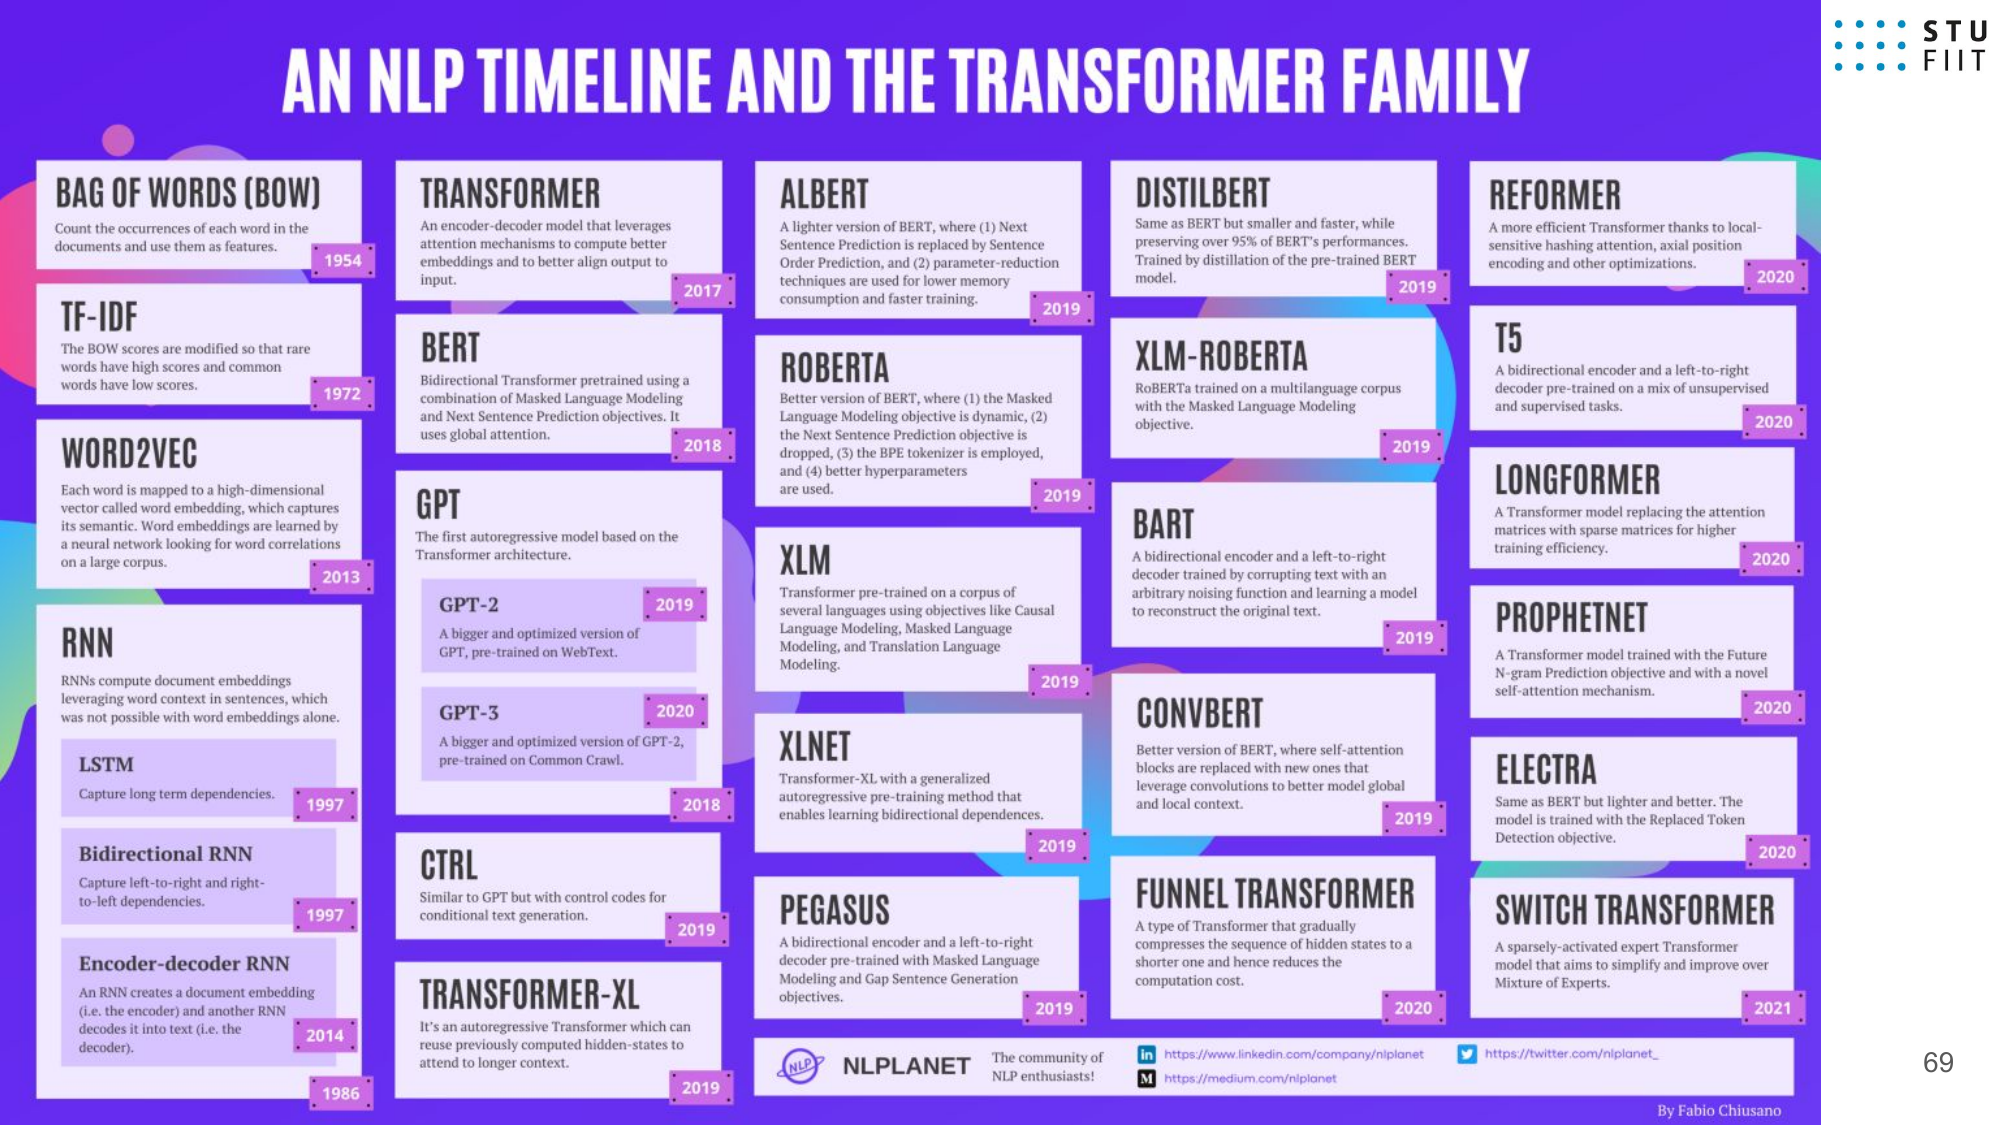 AN NLP TIMELINE AND THE TRANSFORMER FAMILY
STU
FIIT
BAG OF WORDS (BOW)
Count the occurrences of each word in the
documents and use them as features.
1954
TF-IDF
The BOW scores are modified so that rare
words have high scores and common
words have low scores.
1972
WORD2VEC
Each word is mapped to a high-dimensional
vector called word embedding, which captures
its semantic. Word embeddings are learned by
a neural network looking for word correlations
on a large corpus.
2013
RNN
RNNs compute document embeddings
leveraging word context in sentences, which
was not possible with word embeddings alone.
LSTM
Capture long term dependencies.
1997
Bidirectional RNN
Capture left-to-right and right-
to-left dependencies.
1997
Encoder-decoder RNN
An RNN creates a document embedding
(i.e. the encoder) and another RNN
decodes it into text (i.e. the
decoder).
2014
1986
TRANSFORMER
An encoder-decoder model that leverages
attention mechanisms to compute better
embeddings and to better align output to
input.
2017
BERT
Bidirectional Transformer pretrained using a
combination of Masked Language Modeling
and Next Sentence Prediction objectives. It
uses global attention.
2018
GPT
The first autoregressive model based on the
Transformer architecture.
GPT-2
2019
A bigger and optimized version of
GPT, pre-trained on WebText.
GPT-3
2020
A bigger and optimized version of GPT-2,
pre-trained on Common Crawl.
2018
CTRL
Similar to GPT but with control codes for
conditional text generation.
2019
TRANSFORMER-XL
It's an autoregressive Transformer which can
reuse previously computed hidden-states to
attend to longer context.
2019
ALBERT
A lighter version of BERT, where (1) Next
Sentence Prediction is replaced by Sentence
Order Prediction, and (2) parameter-reduction
techniques are used for lower memory
consumption and faster training.
2019
ROBERTA
Better version of BERT, where (1) the Masked
Language Modeling objective is dynamic, (2)
the Next Sentence Prediction objective is
dropped, (3) the BPE tokenizer is employed,
and (4) better hyperparameters
are used.
2019
XLM
Transformer pre-trained on a corpus of
several languages using objectives like Causal
Language Modeling, Masked Language
Modeling, and Translation Language
Modeling.
2019
XLNET
Transformer-XL with a generalized
autoregressive pre-training method that
enables learning bidirectional dependences.
2019
PEGASUS
A bidirectional encoder and a left-to-right
decoder pre-trained with Masked Language
Modeling and Gap Sentence Generation
objectives.
2019
DISTILBERT
Same as BERT but smaller and faster, while
preserving over 95% of BERT's performances.
Trained by distillation of the pre-trained BERT
model.
2019
XLM-ROBERTA
RoBERTa trained on a multilanguage corpus
with the Masked Language Modeling
objective.
2019
BART
A bidirectional encoder and a left-to-right
decoder trained by corrupting text with an
arbitrary noising function and learning a model
to reconstruct the original text.
2019
CONVBERT
Better version of BERT, where self-attention
blocks are replaced with new ones that
leverage convolutions to better model global
and local context.
2019
FUNNEL TRANSFORMER
A type of Transformer that gradually
compresses the sequence of hidden states to a
shorter one and hence reduces the
computation cost.
2020
REFORMER
A more efficient Transformer thanks to local-
sensitive hashing attention, axial position
encoding and other optimizations.
2020
T5
A bidirectional encoder and a left-to-right
decoder pre-trained on a mix of unsupervised
and supervised tasks.
2020
LONGFORMER
A Transformer model replacing the attention
matrices with sparse matrices for higher
training efficiency.
2020
PROPHETNET
A Transformer model trained with the Future
N-gram Prediction objective and with a novel
self-attention mechanism.
2020
ELECTRA
Same as BERT but lighter and better. The
model is trained with the Replaced Token
Detection objective.
2020
SWITCH TRANSFORMER
A sparsely-activated expert Transformer
model that aims to simplify and improve over
Mixture of Experts.
2021
NLP
NLPLANET
The community of
NLP enthusiasts!
in https://www.linkedin.com/company/nlplanet
M https://medium.com/nlplanet
https://twitter.com/nlplanet_
By Fabio Chiusano
69